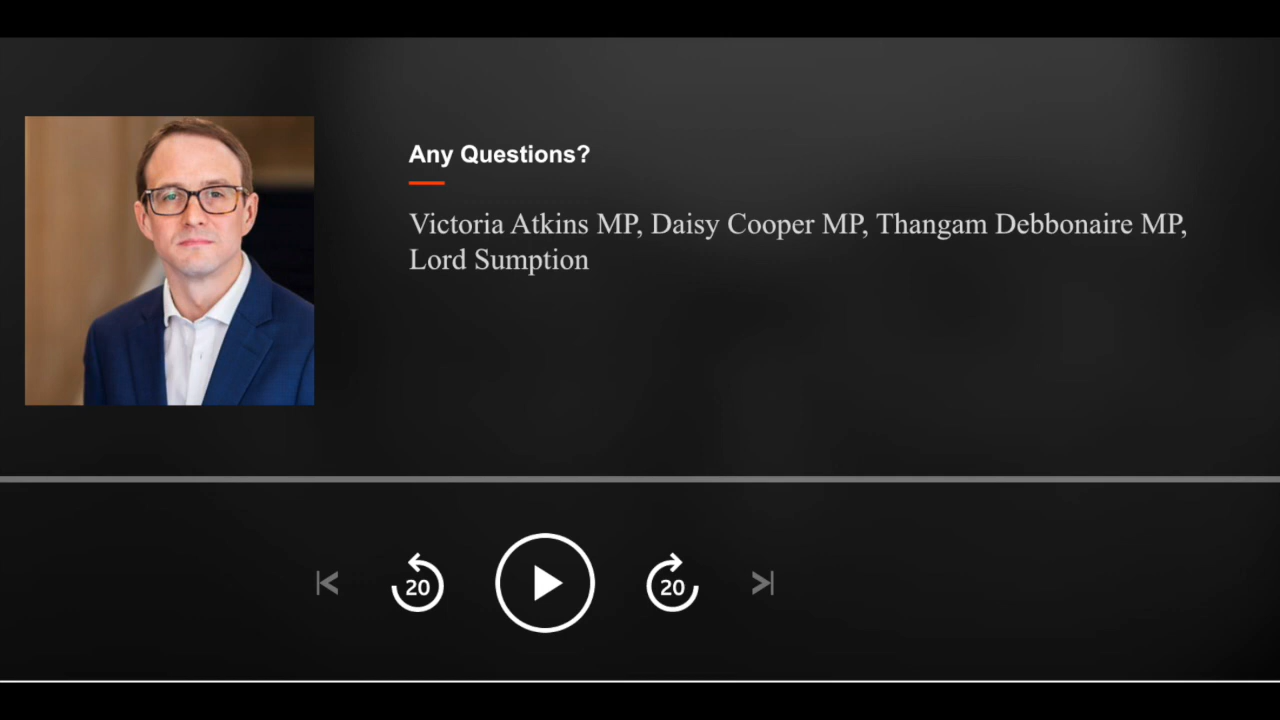 Any Questions?
Victoria Atkins MP, Daisy Cooper MP, Thangam Debbonaire MP,
Lord Sumption
20
20